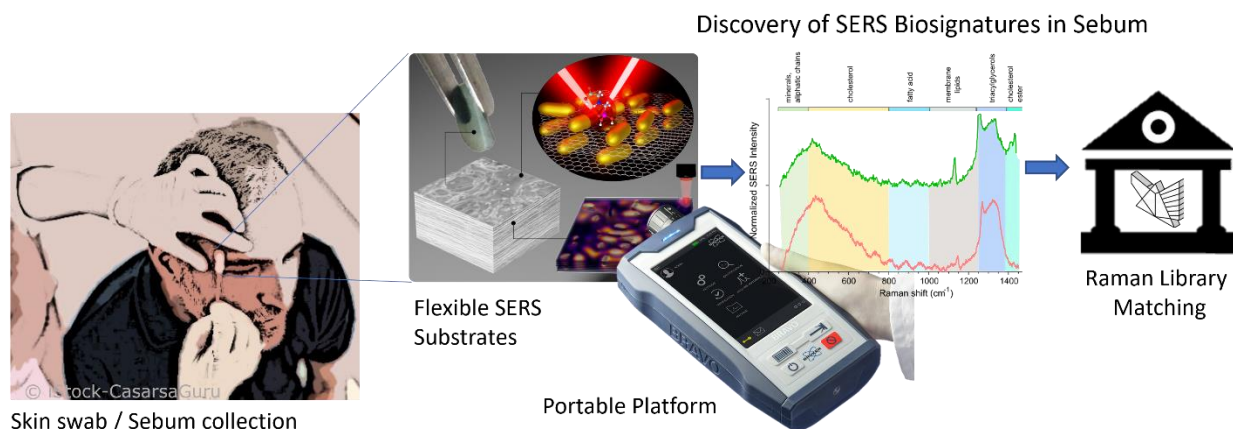 Discovery of SERS Biosignatures in Sebum
minerals,
aliphatic chains
cholesterol
fatty acid
membrane
lipids
triacylglycerols
cholesterol
ester
Normalized SERS Intensity
400
600
800
1000
1200
1400
Raman shift (cm-1)
Flexible SERS
Substrates
BRAVO
Portable Platform
Raman Library
Matching
© iStock-CasarsaGuru
Skin swab / Sebum collection